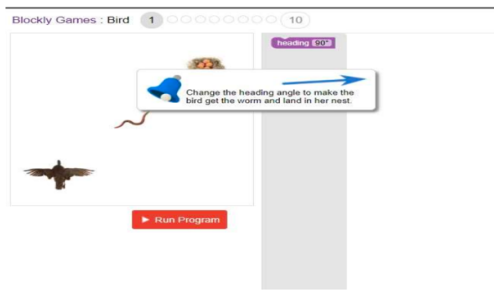 Blockly Games : Bird 1 10
heading 90°
Change the heading angle to make the
bird get the worm and land in her nest.
Run Program